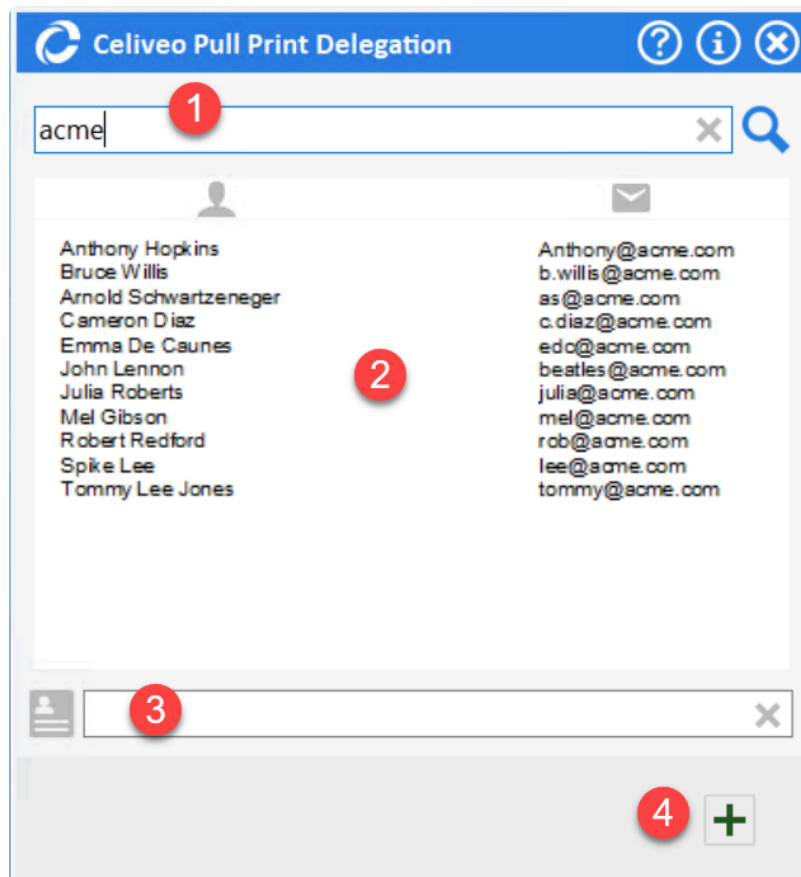 Celiveo Pull Print Delegation
1
acme
Anthony Hopkins Anthony@acme.com
Bruce Willis b.willis@acme.com
Arnold Schwartzeneger as@acme.com
Cameron Diaz c.diaz@acme.com
Emma De Caunes edc@acme.com
John Lennon beatles@acme.com
2
Julia Roberts julia@acme.com
Mel Gibson mel@acme.com
Robert Redford rob@acme.com
Spike Lee lee@acme.com
Tommy Lee Jones tommy@acme.com
3
4